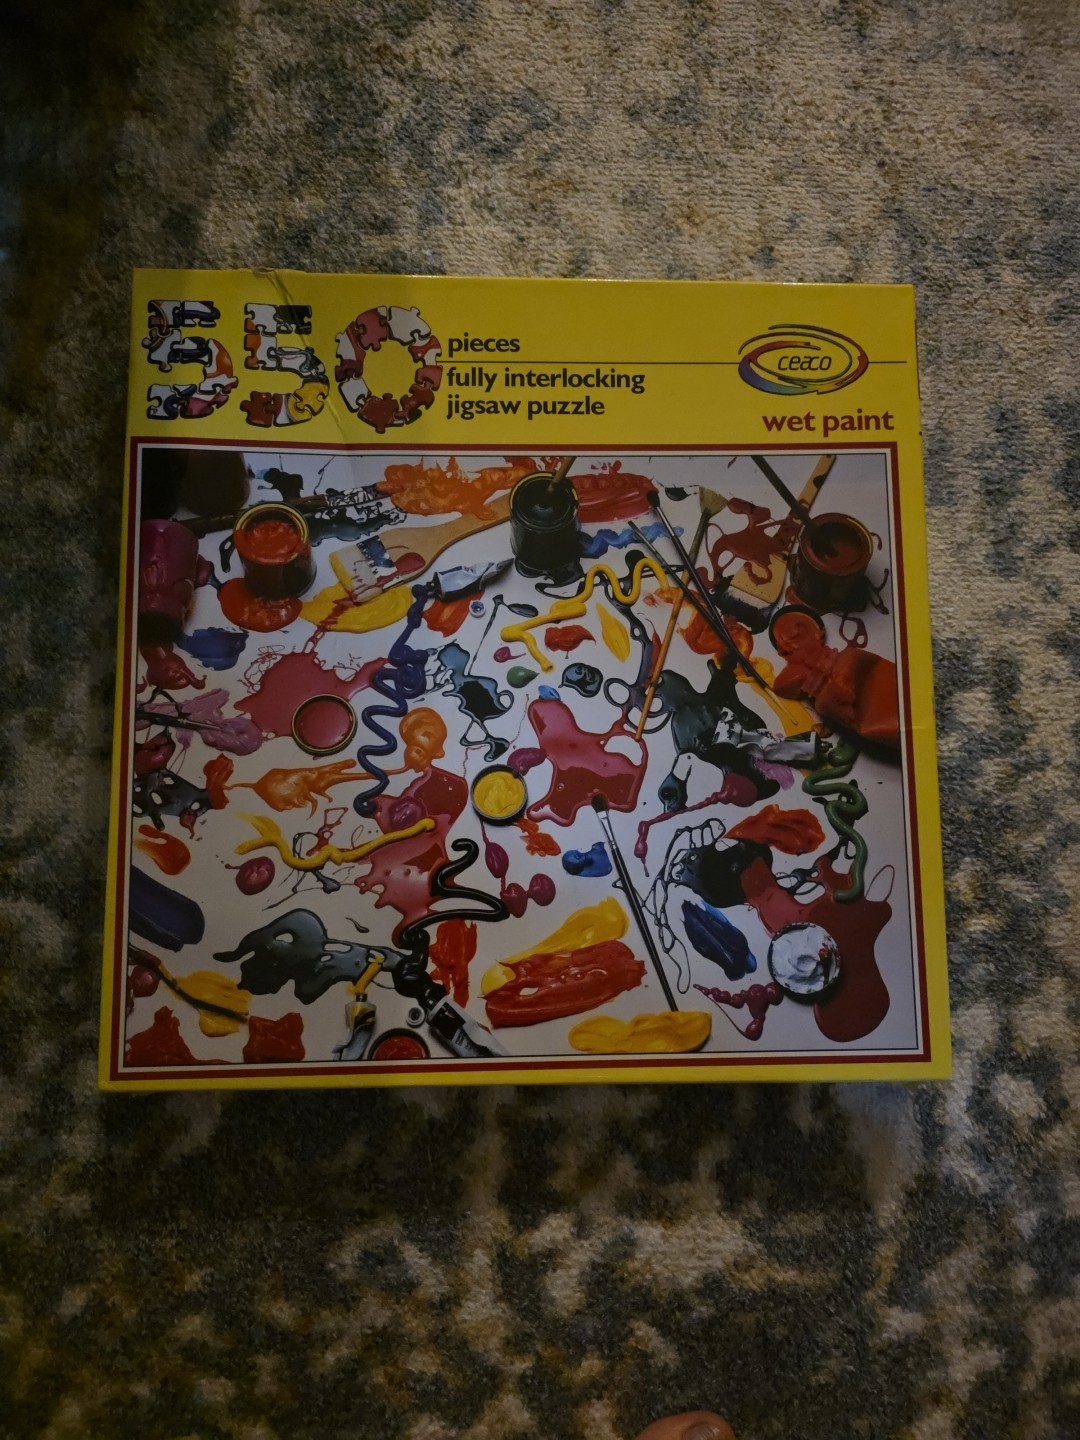 550
pieces
fully interlocking
jigsaw puzzle
ceaco
wet paint